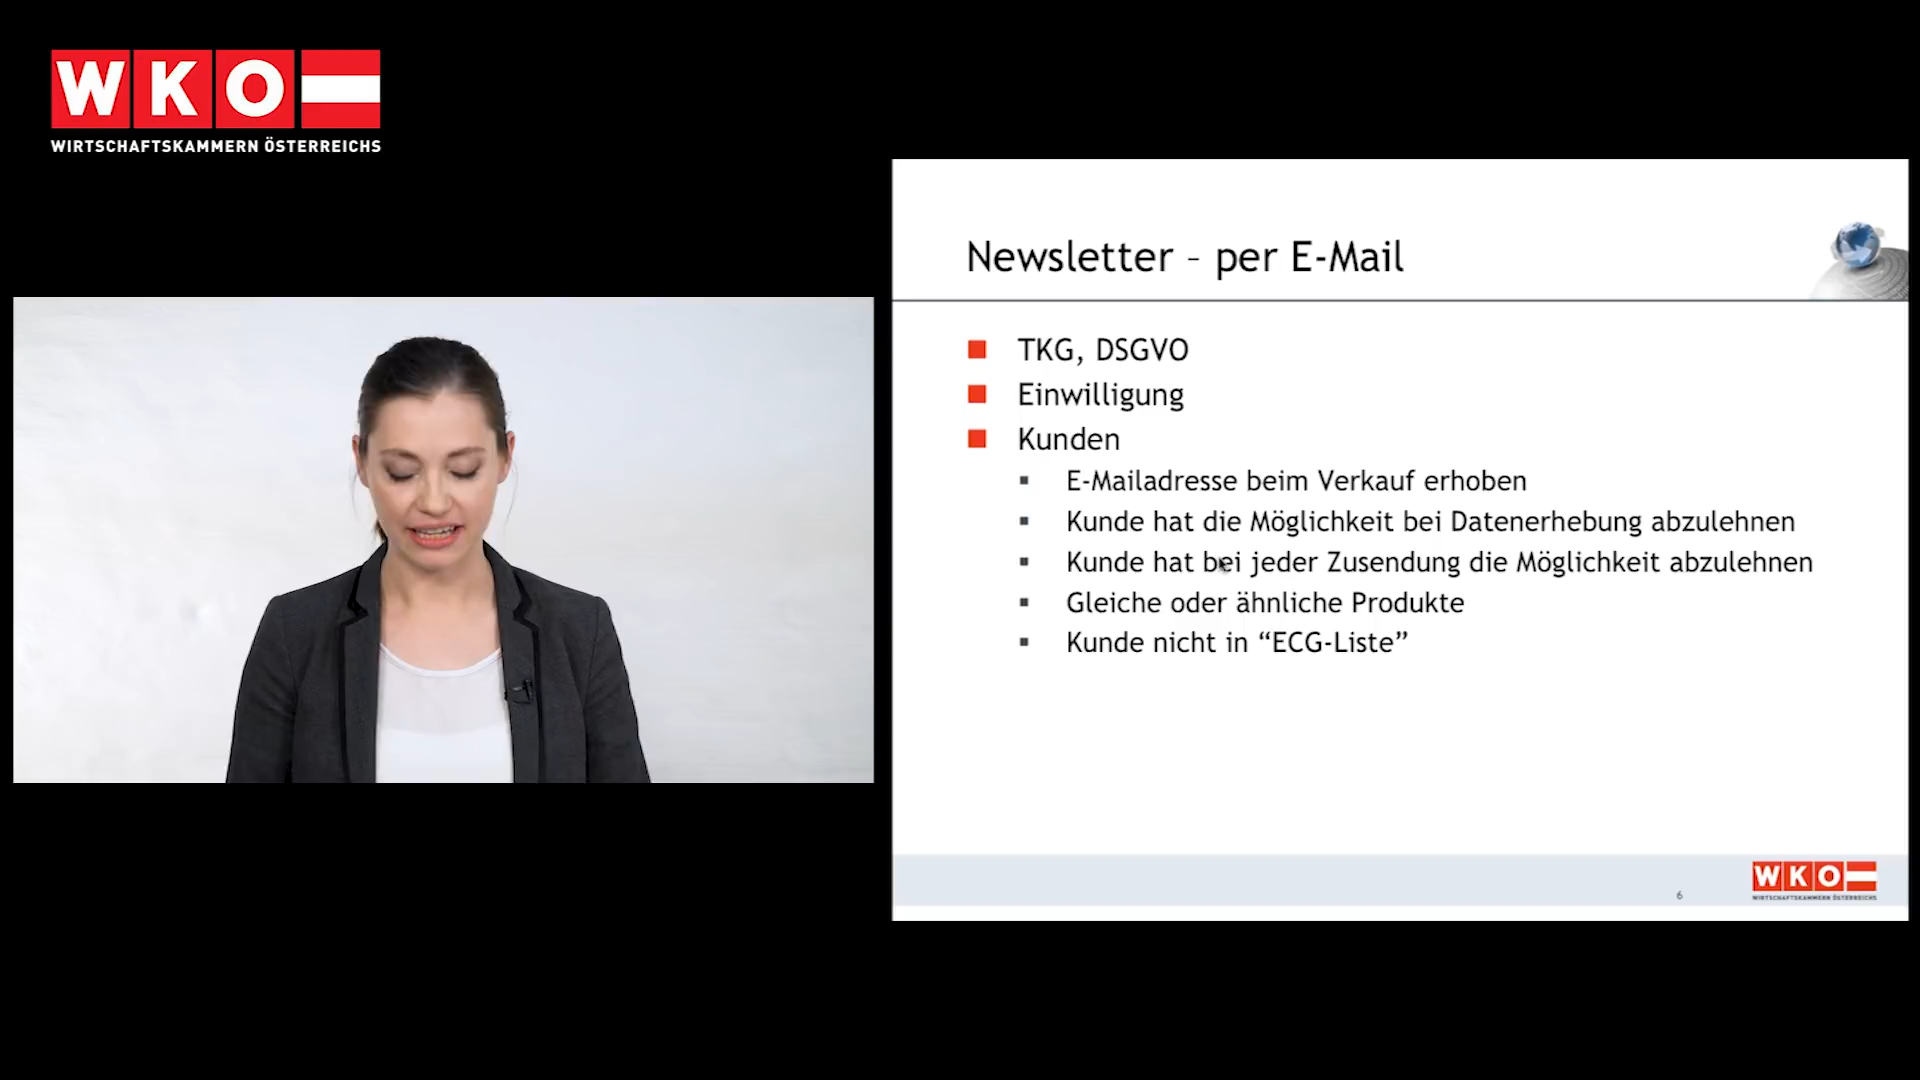 WKO
WIRTSCHAFTSKAMMERN ÖSTERREICHS
Newsletter – per E-Mail
TKG, DSGVO
Einwilligung
Kunden
E-Mailadresse beim Verkauf erhoben
Kunde hat die Möglichkeit bei Datenerhebung abzulehnen
Kunde hat bei jeder Zusendung die Möglichkeit abzulehnen
Gleiche oder ähnliche Produkte
Kunde nicht in “ECG-Liste”
6
WKO
WIRTSCHAFTSKAMMERN ÖSTERREICHS